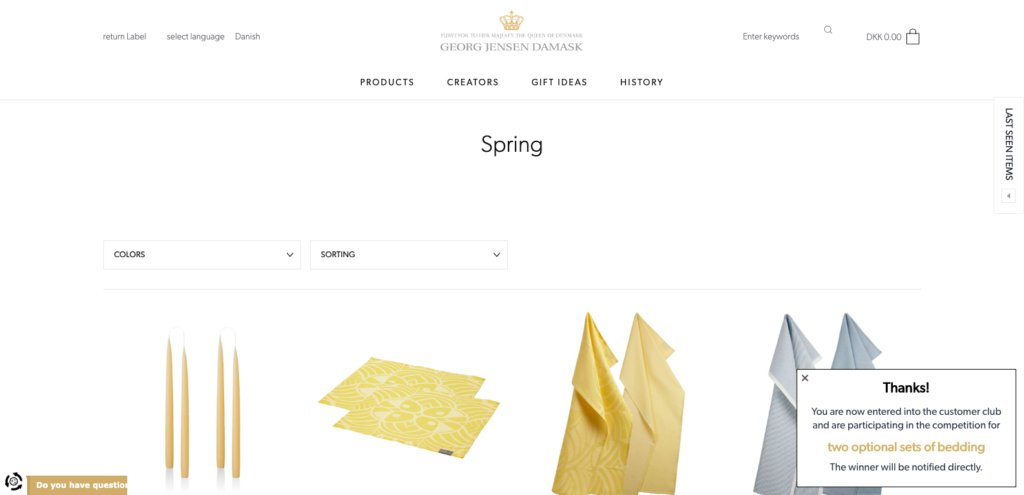 return Label
select language
Danish
PURVEYOR TO HER MAJESTY THE QUEEN OF DENMARK
GEORG JENSEN DAMASK
Enter keywords
DKK 0.00
PRODUCTS
CREATORS
GIFT IDEAS
HISTORY
LAST SEEN ITEMS
Spring
COLORS
SORTING
Thanks!
You are now entered into the customer club
and are participating in the competition for
two optional sets of bedding
The winner will be notified directly.
Do you have question